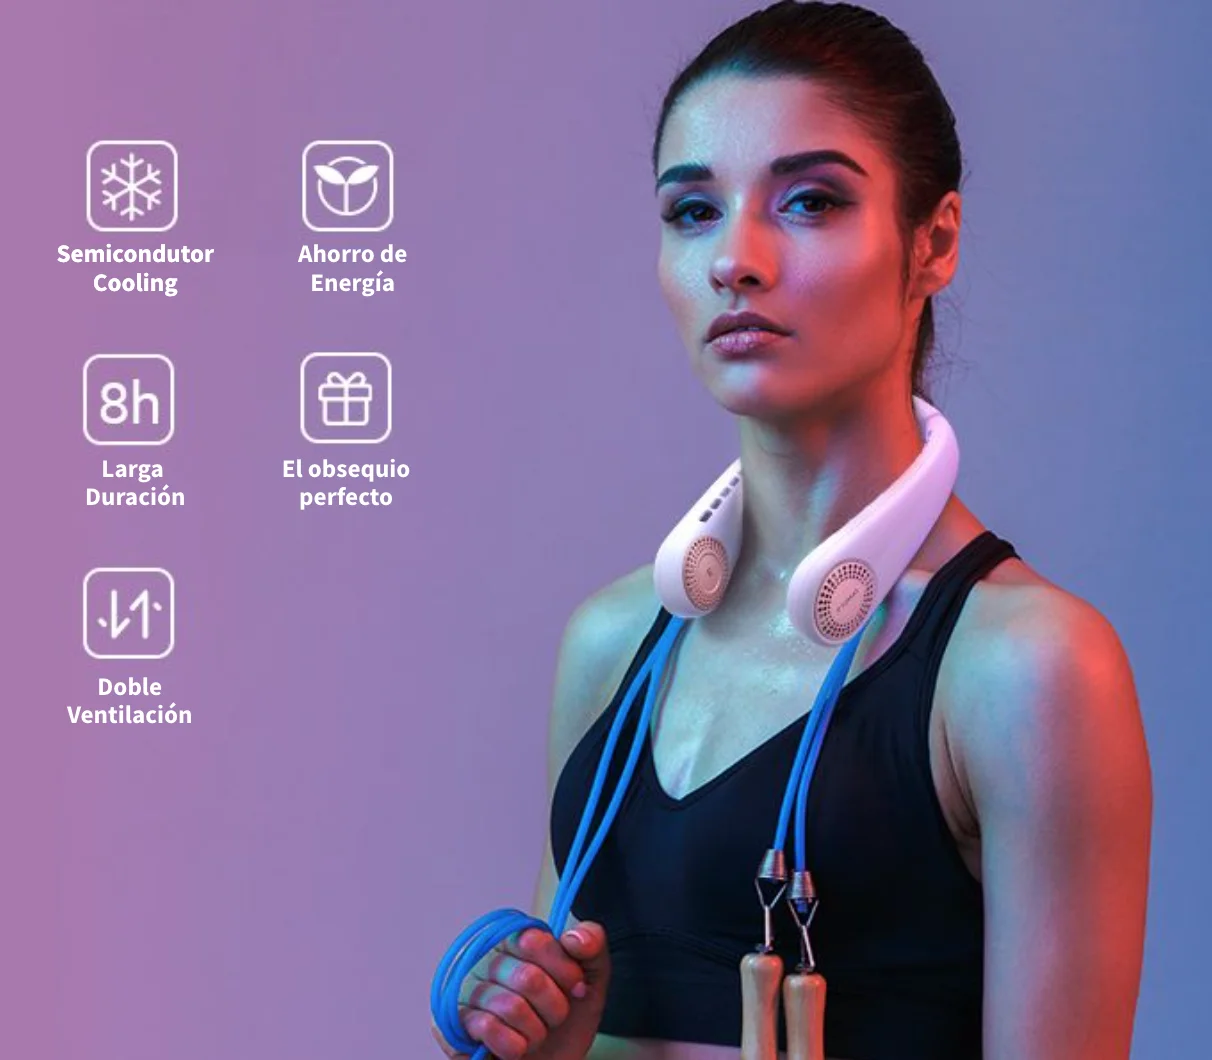 Semicondutor
Cooling
Ahorro de
Energía
8h
Larga
Duración
El obsequio
perfecto
Doble
Ventilación